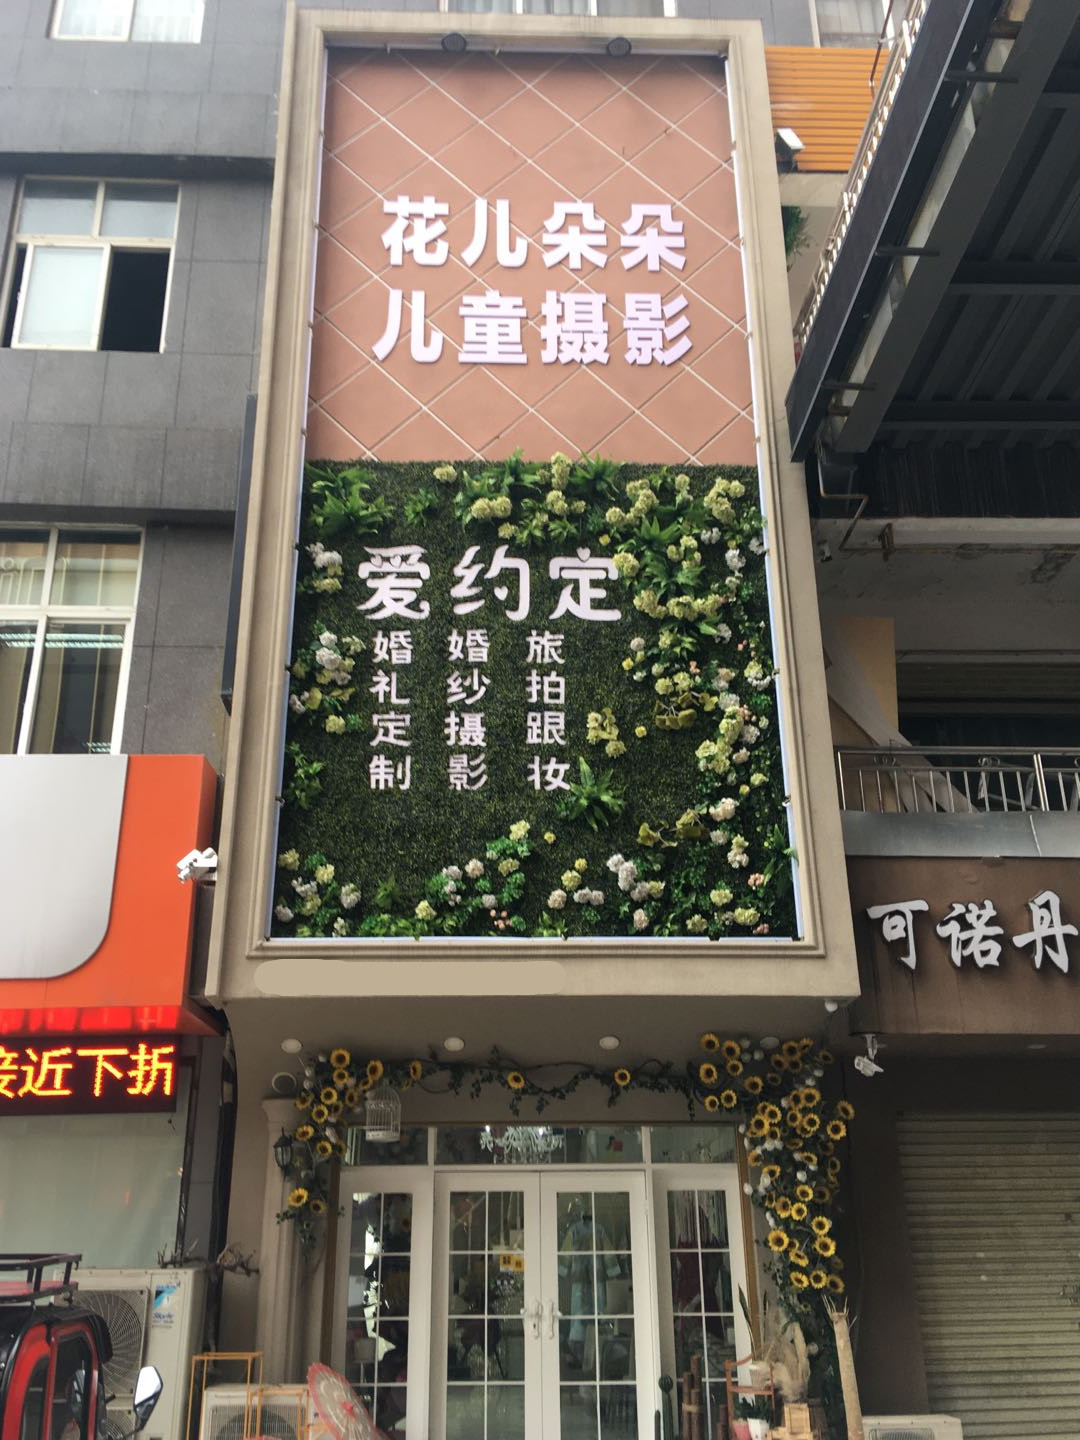 花儿朵朵
儿童摄影
爱约定
婚礼定制
婚纱摄影
旅拍跟妆
可诺丹
接近下折